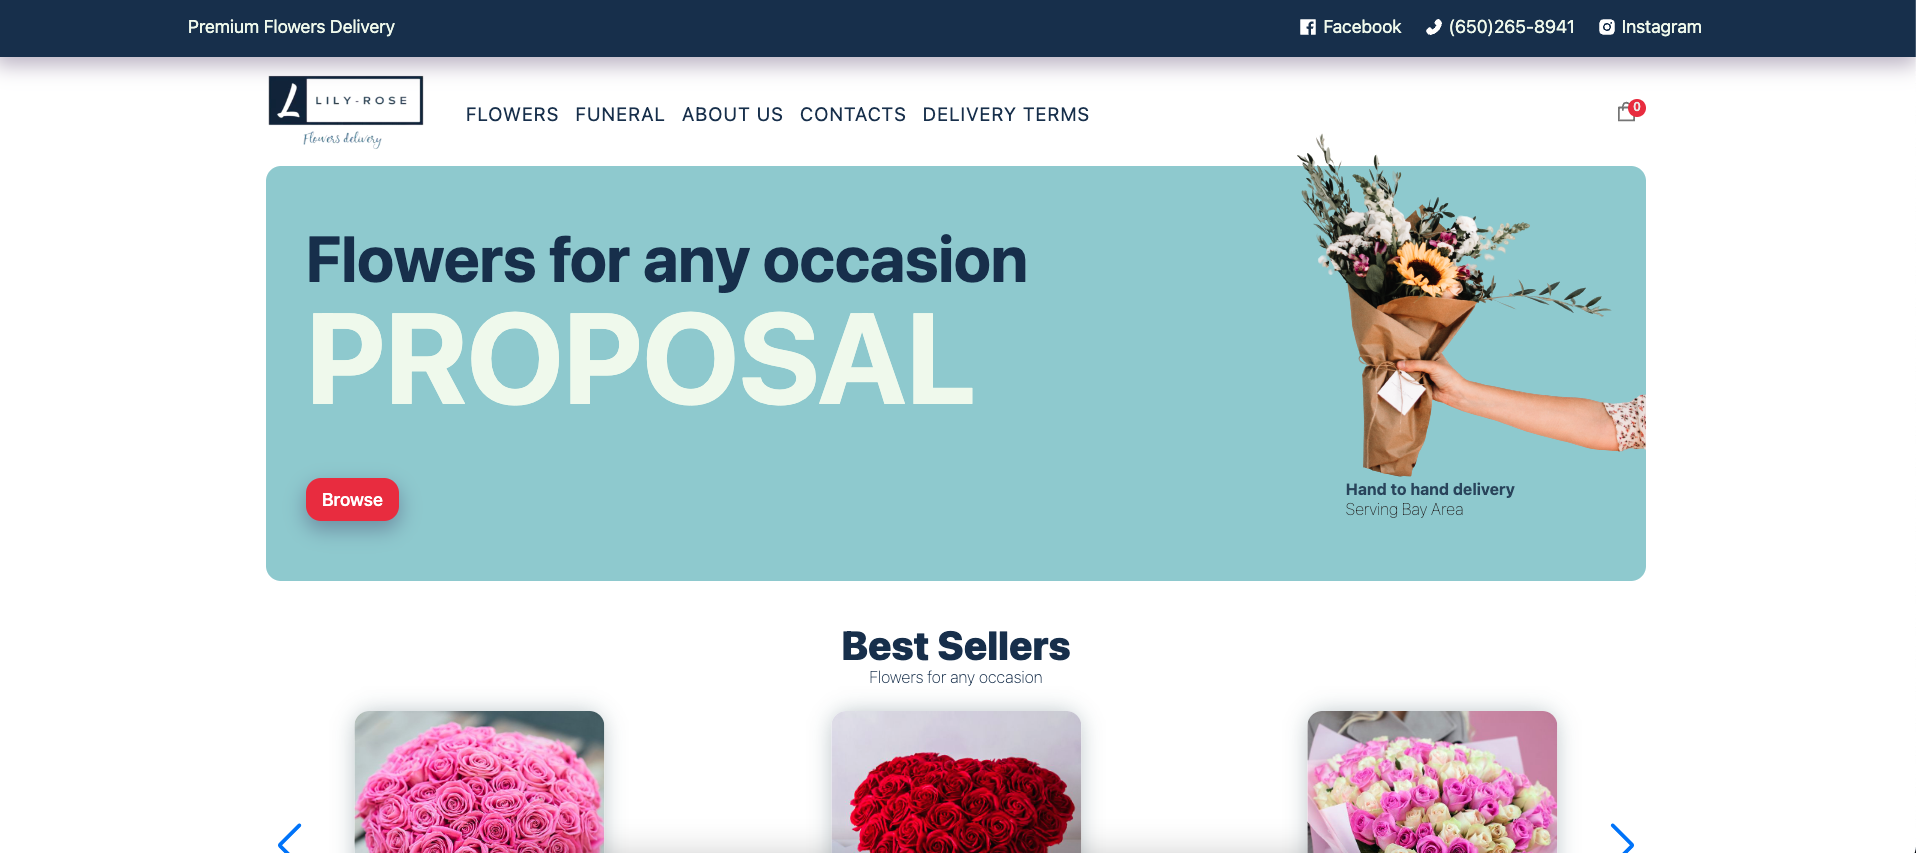 Premium Flowers Delivery
Facebook (650)265-8941 Instagram
LILY-ROSE
Flowers delivery
FLOWERS FUNERAL ABOUT US CONTACTS DELIVERY TERMS
0
Flowers for any occasion
PROPOSAL
Browse
Hand to hand delivery
Serving Bay Area
Best Sellers
Flowers for any occasion